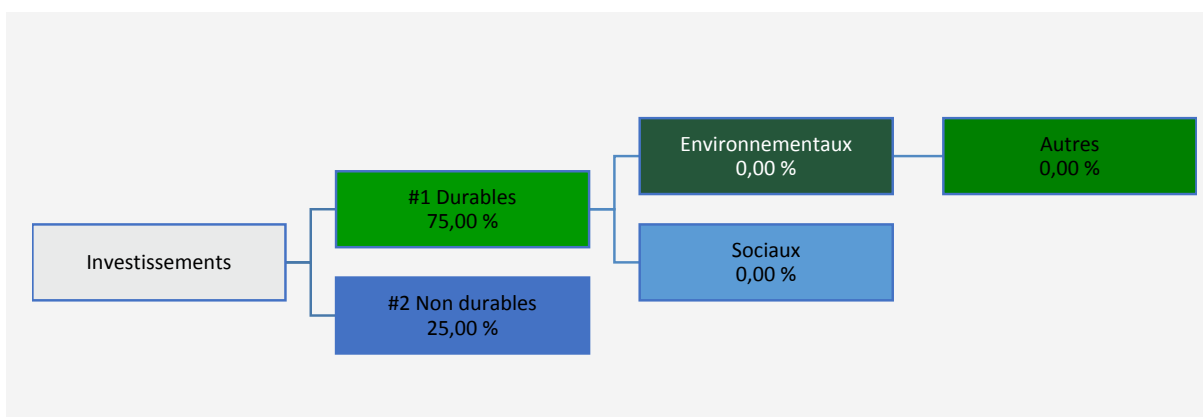 Investissements
#1 Durables
75,00 %
#2 Non durables
25,00 %
Environnementaux
0,00 %
Sociaux
0,00 %
Autres
0,00 %